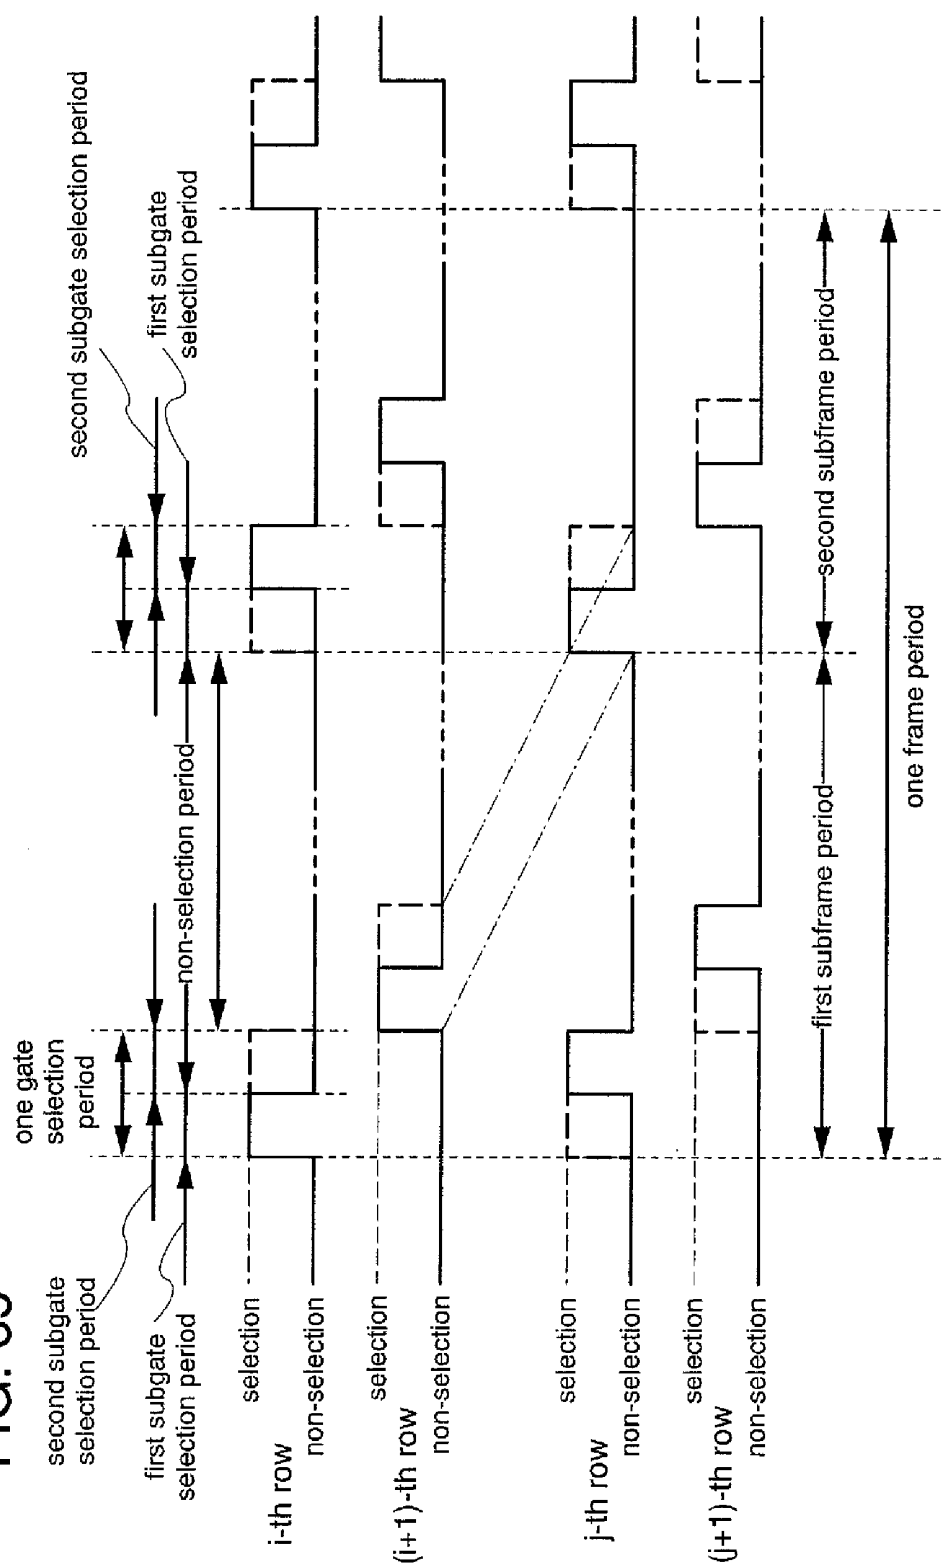 second subgate
selection period
first subgate
selection period
one gate
selection
period
non-selection period
second subgate selection period
first subgate
selection period
i-th row
selection
non-selection
(i+1)-th row
selection
non-selection
j-th row
selection
non-selection
(j+1)-th row
selection
non-selection
first subframe period
second subframe period
one frame period